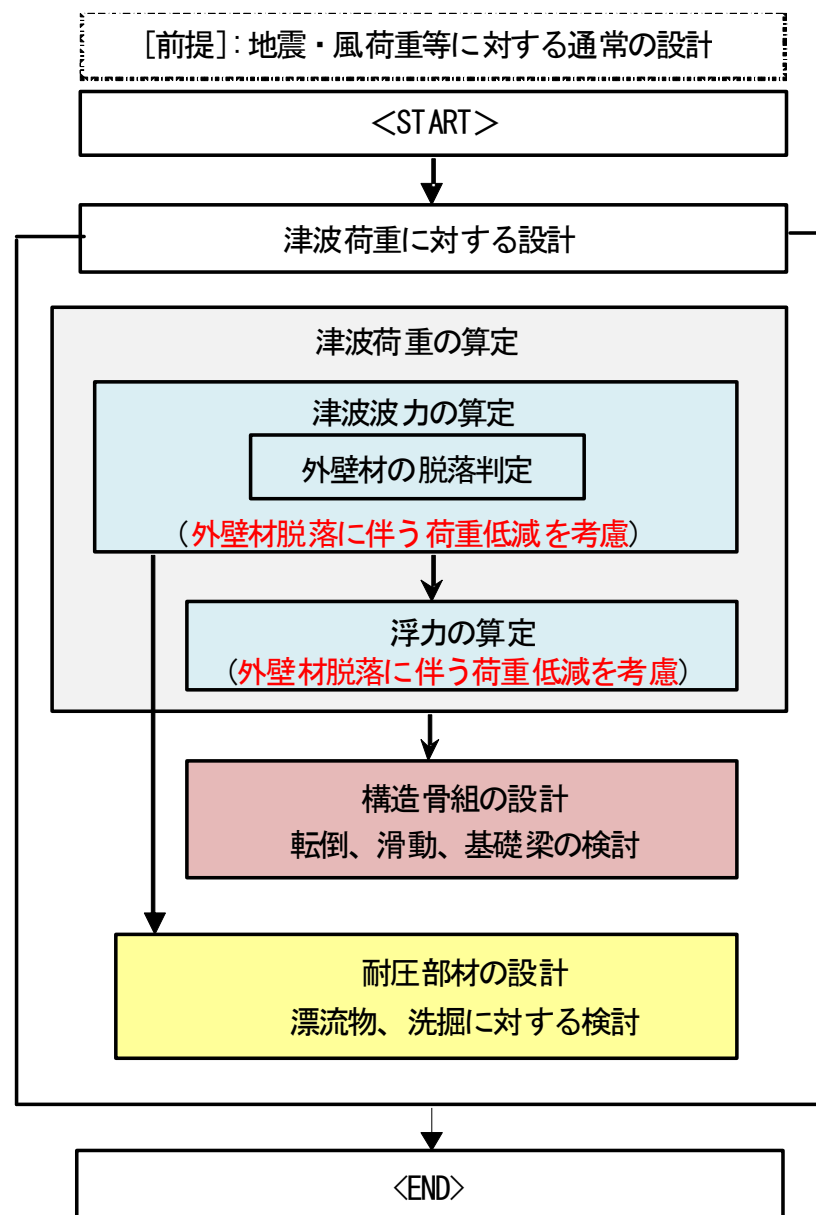 [前提]：地震・風荷重等に対する通常の設計
＜START＞
津波荷重に対する設計
津波荷重の算定
津波波力の算定
外壁材の脱落判定
（外壁材脱落に伴う荷重低減を考慮）
浮力の算定
（外壁材脱落に伴う荷重低減を考慮）
構造骨組の設計
転倒、滑動、基礎梁の検討
耐圧部材の設計
漂流物、洗掘に対する検討
<END>